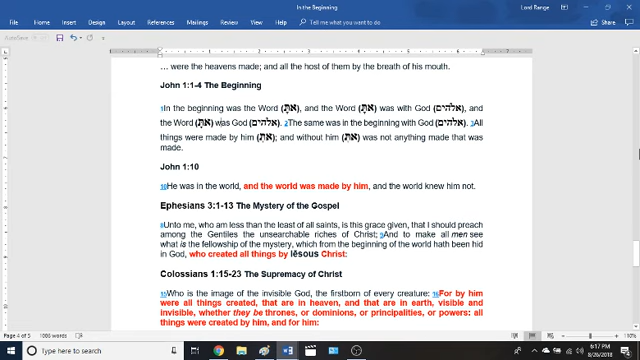 In the Beginning
Lord Range
File Home Insert Design Layout References Mailings Review View Help Tell me what you want to do
AutoSave
… were the heavens made; and all the host of them by the breath of his mouth.
John 1:1-4 The Beginning
1In the beginning was the Word (אתָּ), and the Word (אתָּ) was with God (אלהים), and
the Word (אתָּ) was God (אלהים). 2The same was in the beginning with God (אלהים). 3All
things were made by him (אתָּ); and without him (אתָּ) was not anything made that was
made.
John 1:10
10He was in the world, and the world was made by him, and the world knew him not.
Ephesians 3:1-13 The Mystery of the Gospel
8Unto me, who am less than the least of all saints, is this grace given, that I should preach
among the Gentiles the unsearchable riches of Christ; 9And to make all men see
what is the fellowship of the mystery, which from the beginning of the world hath been hid
in God, who created all things by Iēsous Christ:
Colossians 1:15-23 The Supremacy of Christ
15Who is the image of the invisible God, the firstborn of every creature: 16For by him
were all things created, that are in heaven, and that are in earth, visible and
invisible, whether they be thrones, or dominions, or principalities, or powers: all
things were created by him, and for him:
Page 4 of 5 1006 words
Type here to search
6:17 PM
8/26/2018